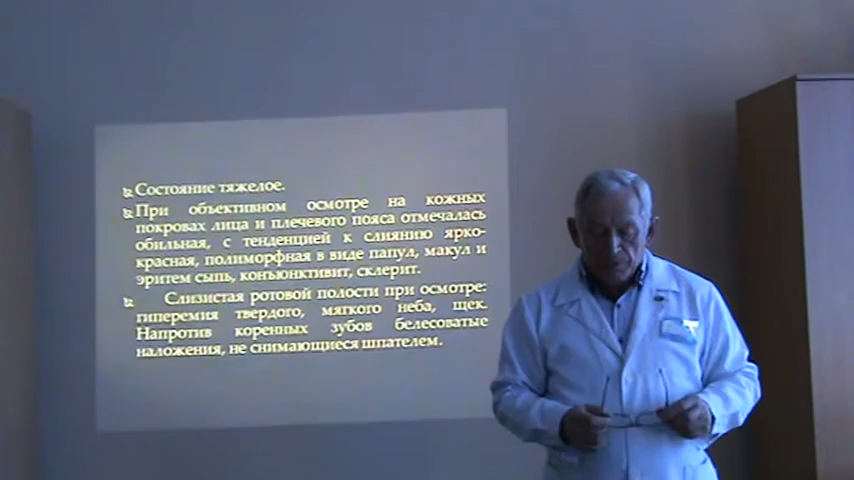 Состояние тяжелое.
При объективном осмотре на кожных
покровах лица и плечевого пояса отмечалась
обильная, с тенденцией к слиянию ярко-
красная, полиморфная в виде папул, макул и
эритем сыпь, конъюнктивит, склерит.
Слизистая ротовой полости при осмотре:
гиперемия твердого, мягкого неба, щек.
Напротив коренных зубов белесоватые
наложения, не снимающиеся шпателем.